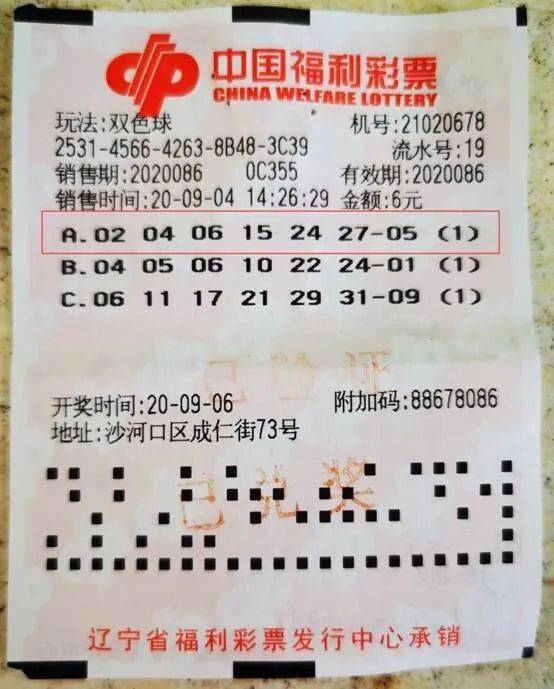 中国福利彩票
CHINA WELFARE LOTTERY
玩法:双色球 机号:21020678
2531-4566-4263-8B48-3C39 流水号:19
销售期:2020086 0C355 有效期:2020086
销售时间:20-09-04 14:26:29 金额:6元
A.02 04 06 15 24 27-05 (1)
B.04 05 06 10 22 24-01 (1)
C.06 11 17 21 29 31-09 (1)
已验证
开奖时间:20-09-06 附加码:88678086
地址:沙河口区成仁街73号
已兑奖
辽宁省福利彩票发行中心承销